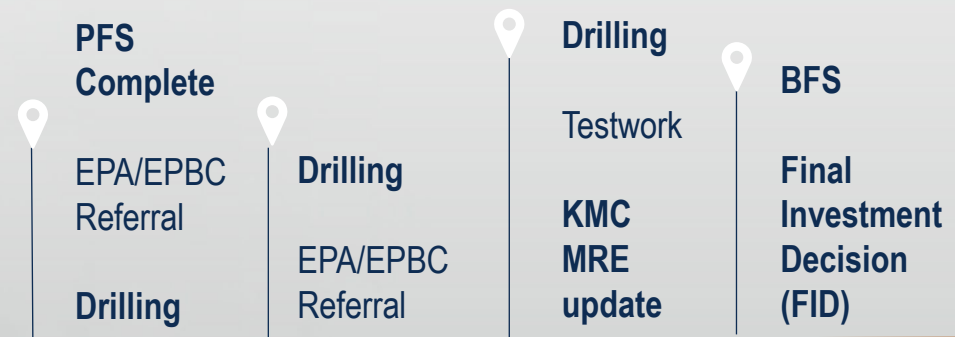 PFS
Complete
EPA/EPBC
Referral
Drilling
Drilling
EPA/EPBC
Referral
Drilling
Testwork
KMC
MRE
update
BFS
Final
Investment
Decision
(FID)